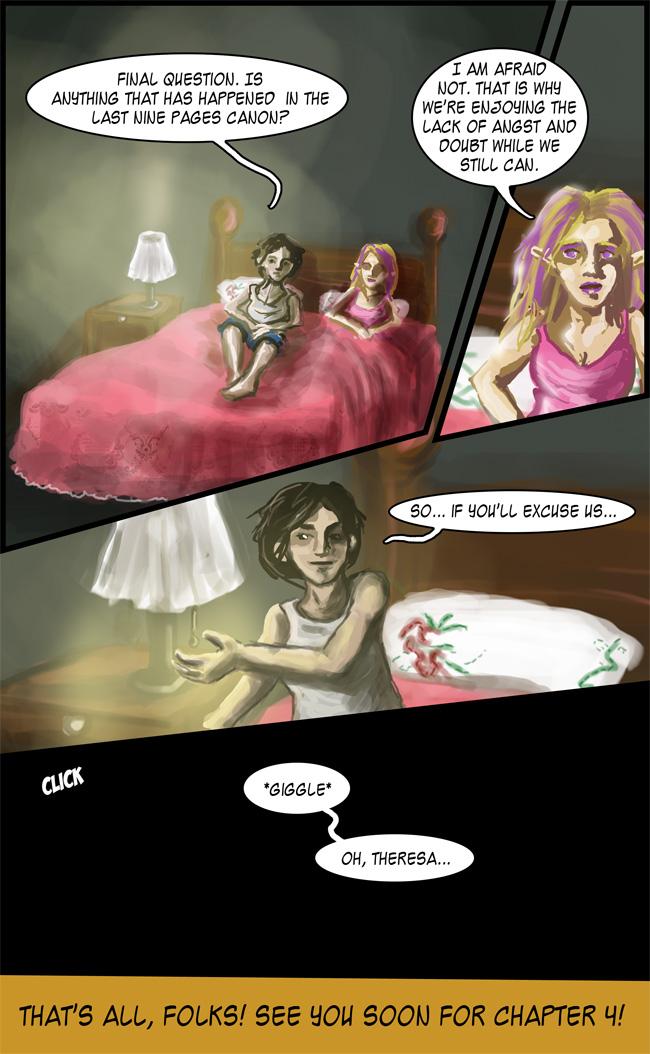 FINAL QUESTION. IS
ANYTHING THAT HAS HAPPENED IN THE
LAST NINE PAGES CANON?
I AM AFRAID
NOT. THAT IS WHY
WE'RE ENJOYING THE
LACK OF ANGST AND
DOUBT WHILE WE
STILL CAN.
SO... IF YOU'LL EXCUSE US...
CLICK
*GIGGLE*
OH, THERESA...
THAT'S ALL, FOLKS! SEE YOU SOON FOR CHAPTER 4!